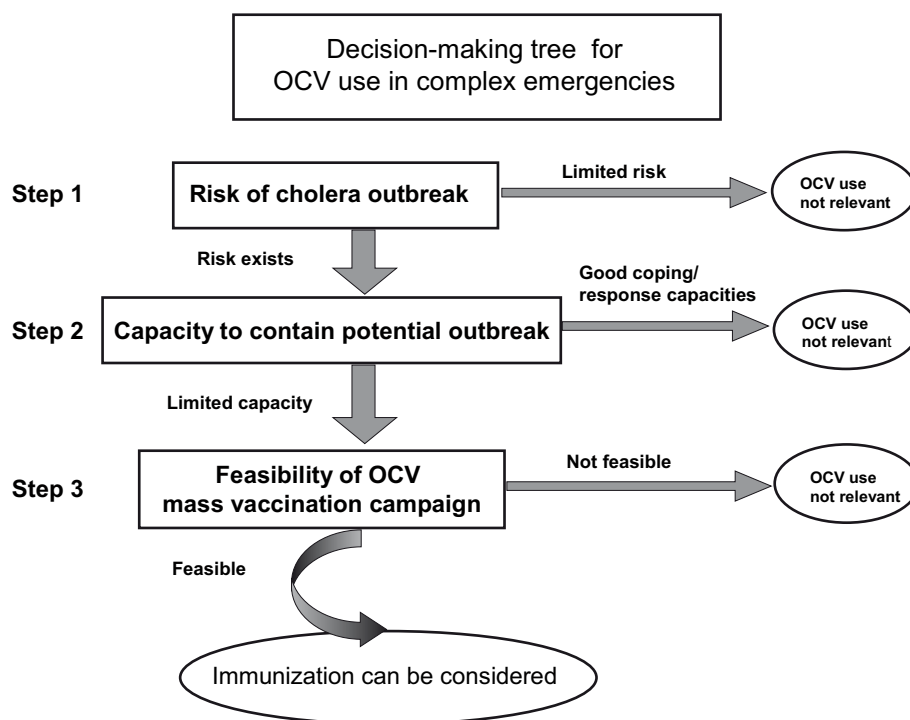 Decision-making tree for
OCV use in complex emergencies
Step 1
Risk of cholera outbreak
Limited risk
OCV use
not relevant
Risk exists
Good coping/
response capacities
Step 2
Capacity to contain potential outbreak
OCV use
not relevant
Limited capacity
Step 3
Feasibility of OCV
mass vaccination campaign
Not feasible
OCV use
not relevant
Feasible
Immunization can be considered